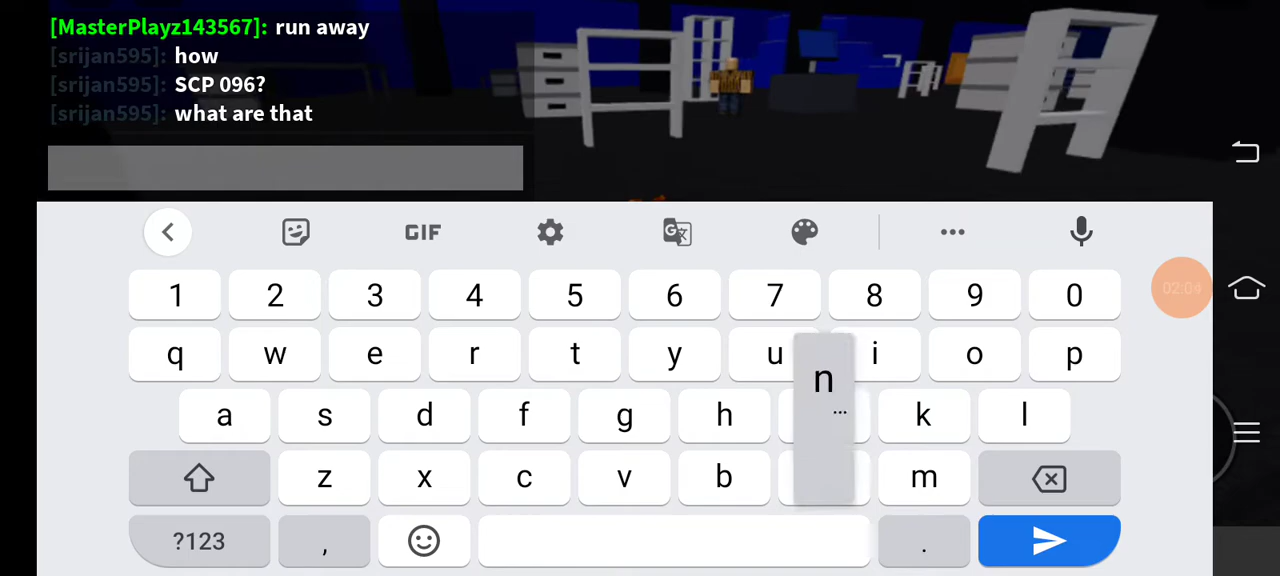 [MasterPlayz143567]: run away
[srijan595]: how
[srijan595]: SCP 096?
[srijan595]: what are that
GIF
1 2 3 4 5 6 7 8 9 0
q w e r t y u i o p
n
a s d f g h k l
z x c v b m
?123 , .